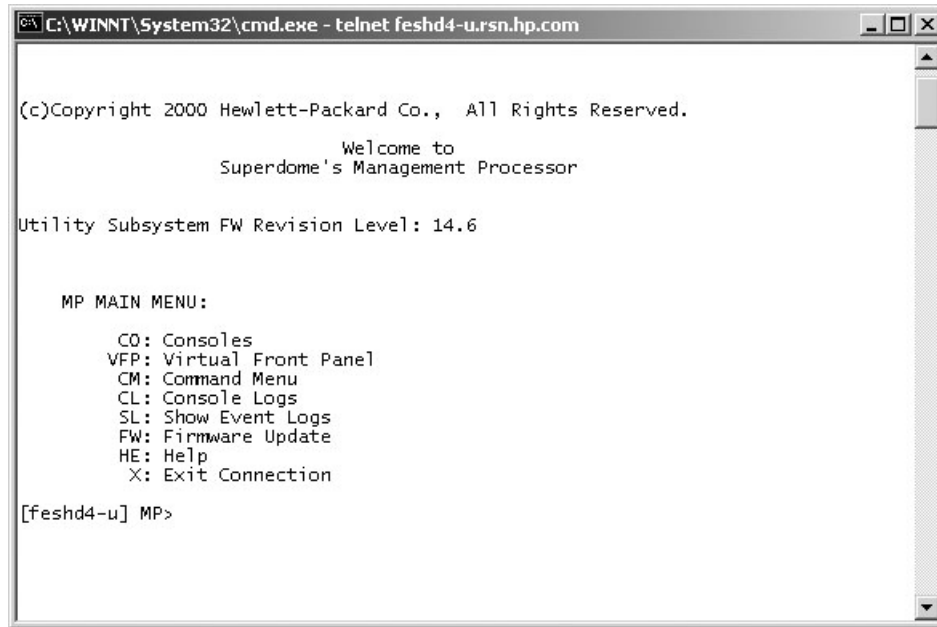 C:\WINNT\System32\cmd.exe - telnet feshd4-u.rsn.hp.com
(c)Copyright 2000 Hewlett-Packard Co., All Rights Reserved.
Welcome to
Superdome's Management Processor
Utility Subsystem FW Revision Level: 14.6
MP MAIN MENU:
CO: Consoles
VFP: Virtual Front Panel
CM: Command Menu
CL: Console Logs
SL: Show Event Logs
FW: Firmware Update
HE: Help
X: Exit Connection
[feshd4-u] MP>